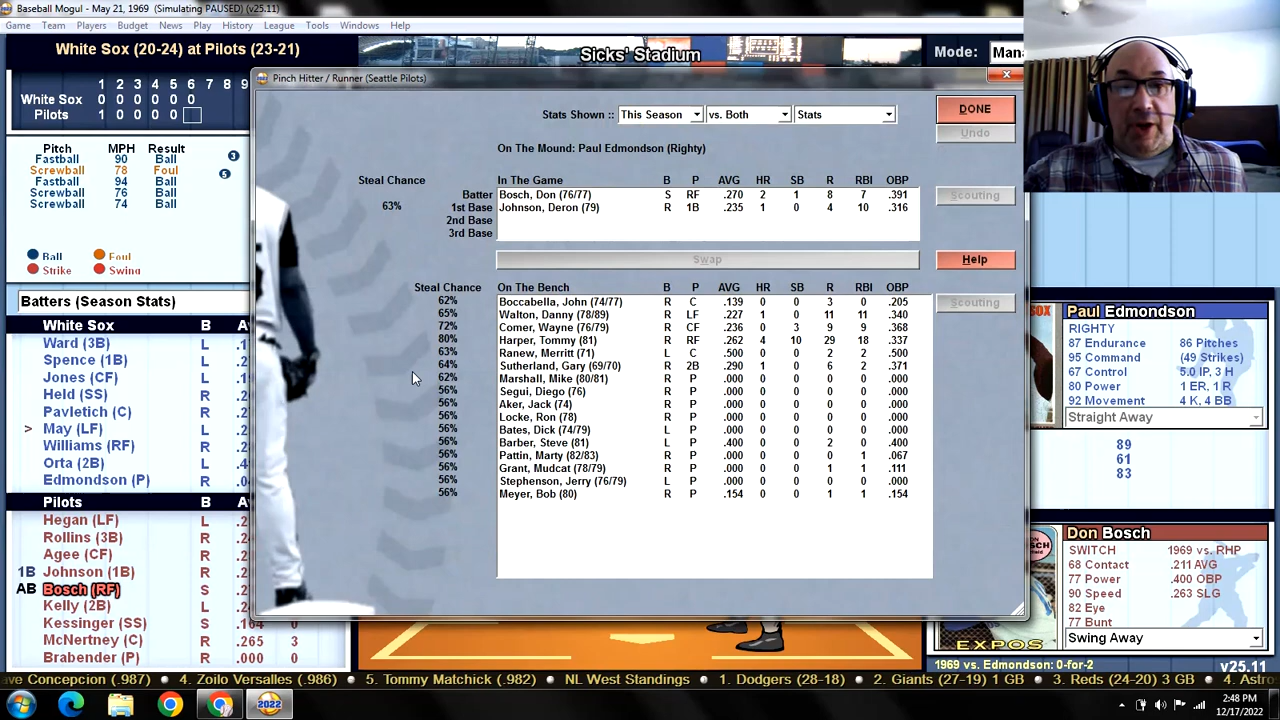 Baseball Mogul - May 21, 1969 (Simulating PAUSED) (v25.11)
Game Team Players Budget News Play History League Tools Windows Help
White Sox (20-24) at Pilots (23-21)
Sicks' Stadium
Mode: Man
1 2 3 4 5 6 7 8 9
White Sox 0 0 0 0 0 0
Pilots 1 0 0 0 0
Pitch MPH Result
Fastball 90 Ball
Screwball 78 Foul
Fastball 94 Ball
Screwball 76 Ball
Screwball 74 Ball
3
5
Ball Foul
Strike Swing
Batters (Season Stats)
White Sox B A
Ward (3B) R .1
Spence (1B) L .2
Jones (CF) L .2
Held (SS) R .2
Pavletich (C) R .2
> May (LF) L .2
Williams (RF) R .2
Orta (2B) L .4
Edmondson (P) R .0
Pilots B A
Hegan (LF) L .2
Rollins (3B) R .2
Agee (CF) R .2
1B Johnson (1B) R .2
AB Bosch (RF) S .2
Kelly (2B) L .2
Kessinger (SS) S .164 0
McNertney (C) R .265 3
Brabender (P) R .000 0
Pinch Hitter / Runner (Seattle Pilots)
Stats Shown :: This Season vs. Both Stats
DONE
Undo
On The Mound: Paul Edmondson (Righty)
Steal Chance In The Game B P AVG HR SB R RBI OBP
Batter Bosch, Don (76/77) S RF .270 2 1 8 7 .391
63% 1st Base Johnson, Deron (79) R 1B .235 1 0 4 10 .316
2nd Base
3rd Base
Scouting
Swap
Help
Steal Chance On The Bench B P AVG HR SB R RBI OBP
62% Boccabella, John (74/77) R C .139 0 0 3 0 .205
65% Walton, Danny (78/89) R LF .227 1 0 11 11 .340
72% Comer, Wayne (76/79) R CF .236 0 3 9 9 .368
80% Harper, Tommy (81) R RF .262 4 10 29 18 .337
63% Ranew, Merritt (71) L C .500 0 0 2 2 .500
64% Sutherland, Gary (69/70) R 2B .290 1 0 6 2 .371
62% Marshall, Mike (80/81) R P .000 0 0 0 0 .000
56% Segui, Diego (76) R P .000 0 0 0 0 .000
56% Aker, Jack (74) R P .000 0 0 0 0 .000
56% Locke, Ron (78) R P .000 0 0 0 0 .000
56% Bates, Dick (74/79) L P .000 0 0 0 0 .000
56% Barber, Steve (81) L P .400 0 0 2 0 .400
56% Pattin, Marty (82/83) R P .000 0 0 0 1 .067
56% Grant, Mudcat (78/79) R P .000 0 0 1 1 .111
56% Stephenson, Jerry (76/79) L P .000 0 0 0 0 .000
56% Meyer, Bob (80) R P .154 0 0 1 1 .154
Scouting
SOX
Paul Edmondson
RIGHTY
87 Endurance 86 Pitches
95 Command (49 Strikes)
67 Control 5.0 IP, 3 H
80 Power 1 ER, 1 R
92 Movement 4 K, 4 BB
Straight Away
89
61
83
DON BOSCH
EXPOS
Don Bosch
SWITCH 1969 vs. RHP
68 Contact .211 AVG
77 Power .400 OBP
90 Speed .263 SLG
82 Eye
77 Bunt
Swing Away
1969 vs. Edmondson: 0-for-2
v25.11
ave Concepcion (.987) 4. Zoilo Versalles (.986) 5. Tommy Matchick (.982) NL West Standings 1. Dodgers (28-18) 2. Giants (27-19) 1 GB 3. Reds (24-20) 3 GB 4. Astro
2022
2:48 PM
12/17/2022